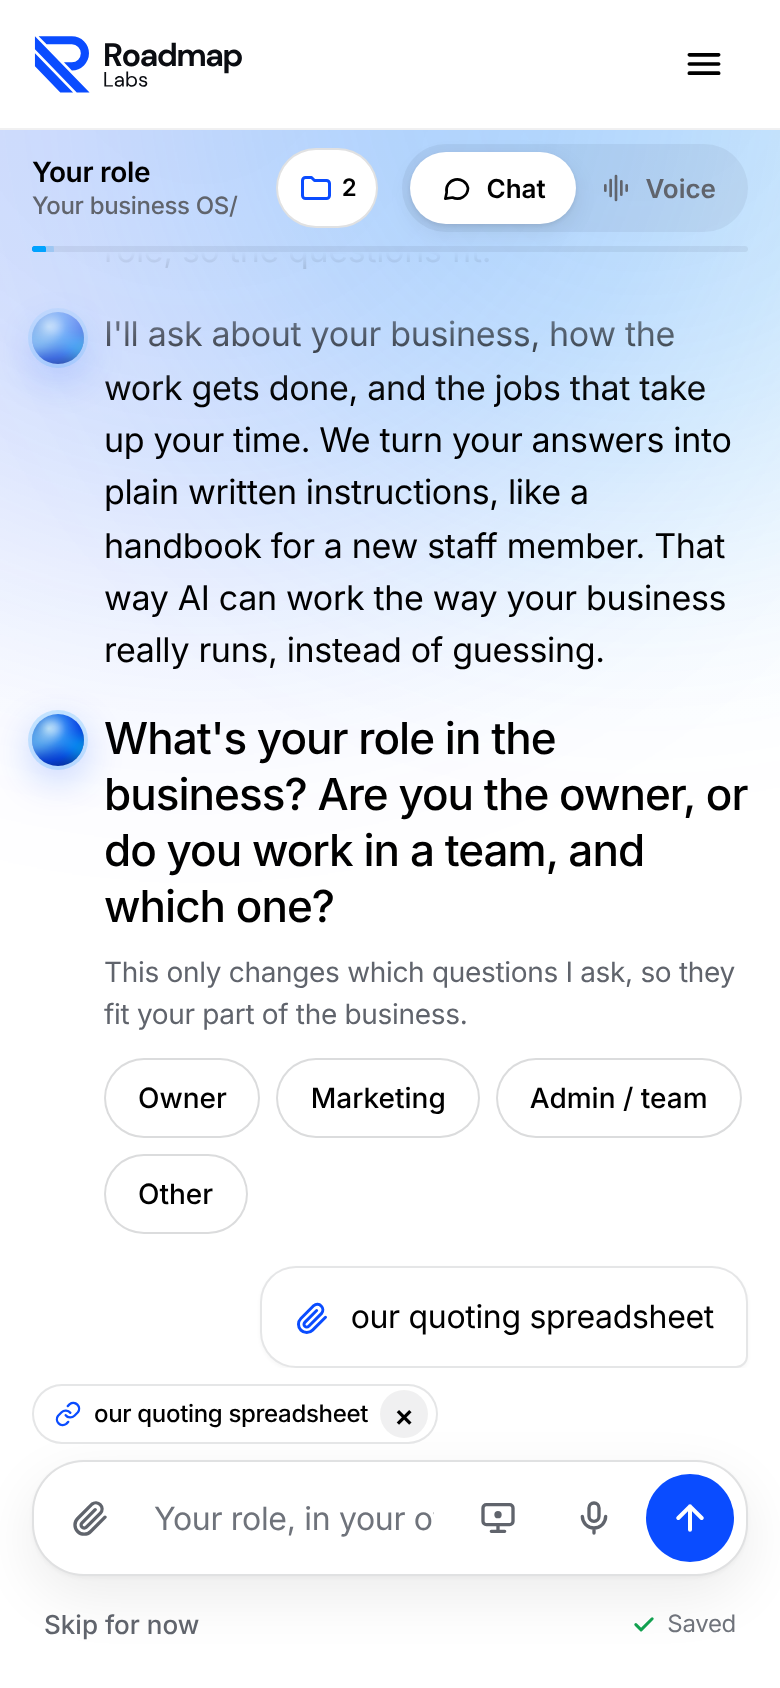 Roadmap
Labs
Your role
Your business OS/
2
Chat
Voice
role, so the questions fit.
I'll ask about your business, how the
work gets done, and the jobs that take
up your time. We turn your answers into
plain written instructions, like a
handbook for a new staff member. That
way AI can work the way your business
really runs, instead of guessing.
What's your role in the
business? Are you the owner, or
do you work in a team, and
which one?
This only changes which questions I ask, so they
fit your part of the business.
Owner
Marketing
Admin / team
Other
our quoting spreadsheet
our quoting spreadsheet
Your role, in your o
Skip for now
Saved